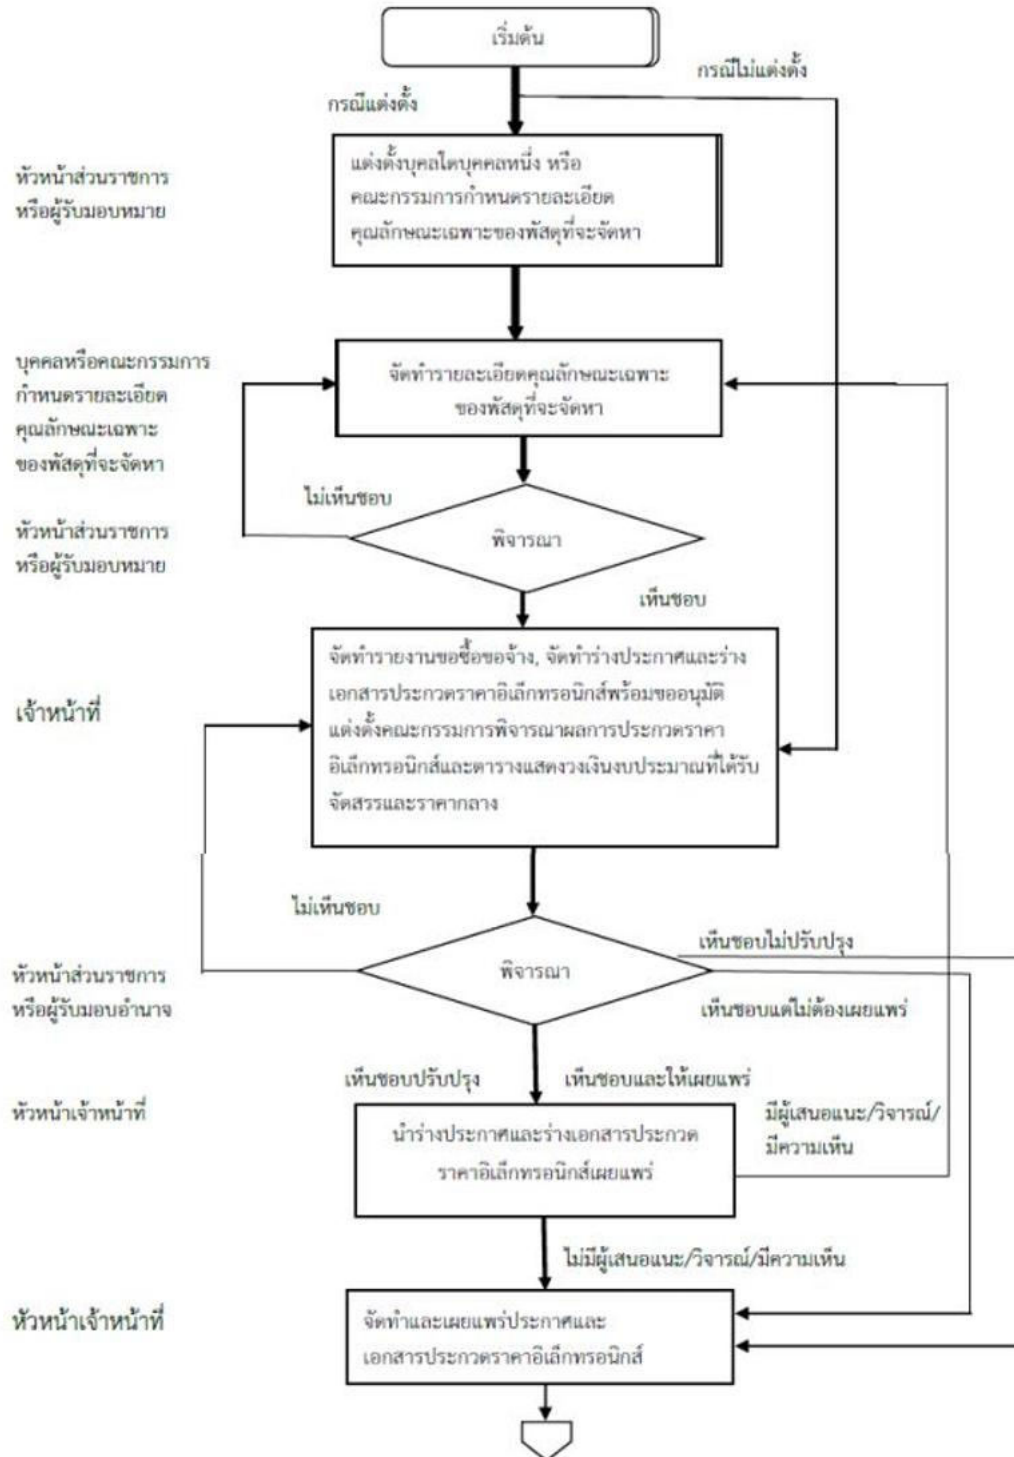 เริ่มต้น
กรณีไม่แต่งตั้ง
กรณีแต่งตั้ง
หัวหน้าส่วนราชการ
หรือผู้รับมอบหมาย
แต่งตั้งบุคลใดบุคคลหนึ่ง หรือ
คณะกรรมการกำหนดรายละเอียด
คุณลักษณะเฉพาะของพัสดุที่จะจัดหา
บุคคลหรือคณะกรรมการ
กำหนดรายละเอียด
คุณลักษณะเฉพาะ
ของพัสดุที่จะจัดหา
จัดทำรายละเอียดคุณลักษณะเฉพาะ
ของพัสดุที่จะจัดหา
ไม่เห็นชอบ
หัวหน้าส่วนราชการ
หรือผู้รับมอบหมาย
พิจารณา
เห็นชอบ
เจ้าหน้าที่
จัดทำรายงานขอซื้อขอจ้าง, จัดทำร่างประกาศและร่าง
เอกสารประกวดราคาอิเล็กทรอนิกส์พร้อมขออนุมัติ
แต่งตั้งคณะกรรมการพิจารณาผลการประกวดราคา
อิเล็กทรอนิกส์และตารางแสดงวงเงินงบประมาณที่ได้รับ
จัดสรรและราคากลาง
ไม่เห็นชอบ
เห็นชอบไม่ปรับปรุง
หัวหน้าส่วนราชการ
หรือผู้รับมอบอำนาจ
พิจารณา
เห็นชอบแต่ไม่ต้องเผยแพร่
เห็นชอบปรับปรุง
เห็นชอบและให้เผยแพร่
หัวหน้าเจ้าหน้าที่
นำร่างประกาศและร่างเอกสารประกวด
ราคาอิเล็กทรอนิกส์เผยแพร่
มีผู้เสนอแนะ/วิจารณ์/
มีความเห็น
ไม่มีผู้เสนอแนะ/วิจารณ์/มีความเห็น
หัวหน้าเจ้าหน้าที่
จัดทำและเผยแพร่ประกาศและ
เอกสารประกวดราคาอิเล็กทรอนิกส์